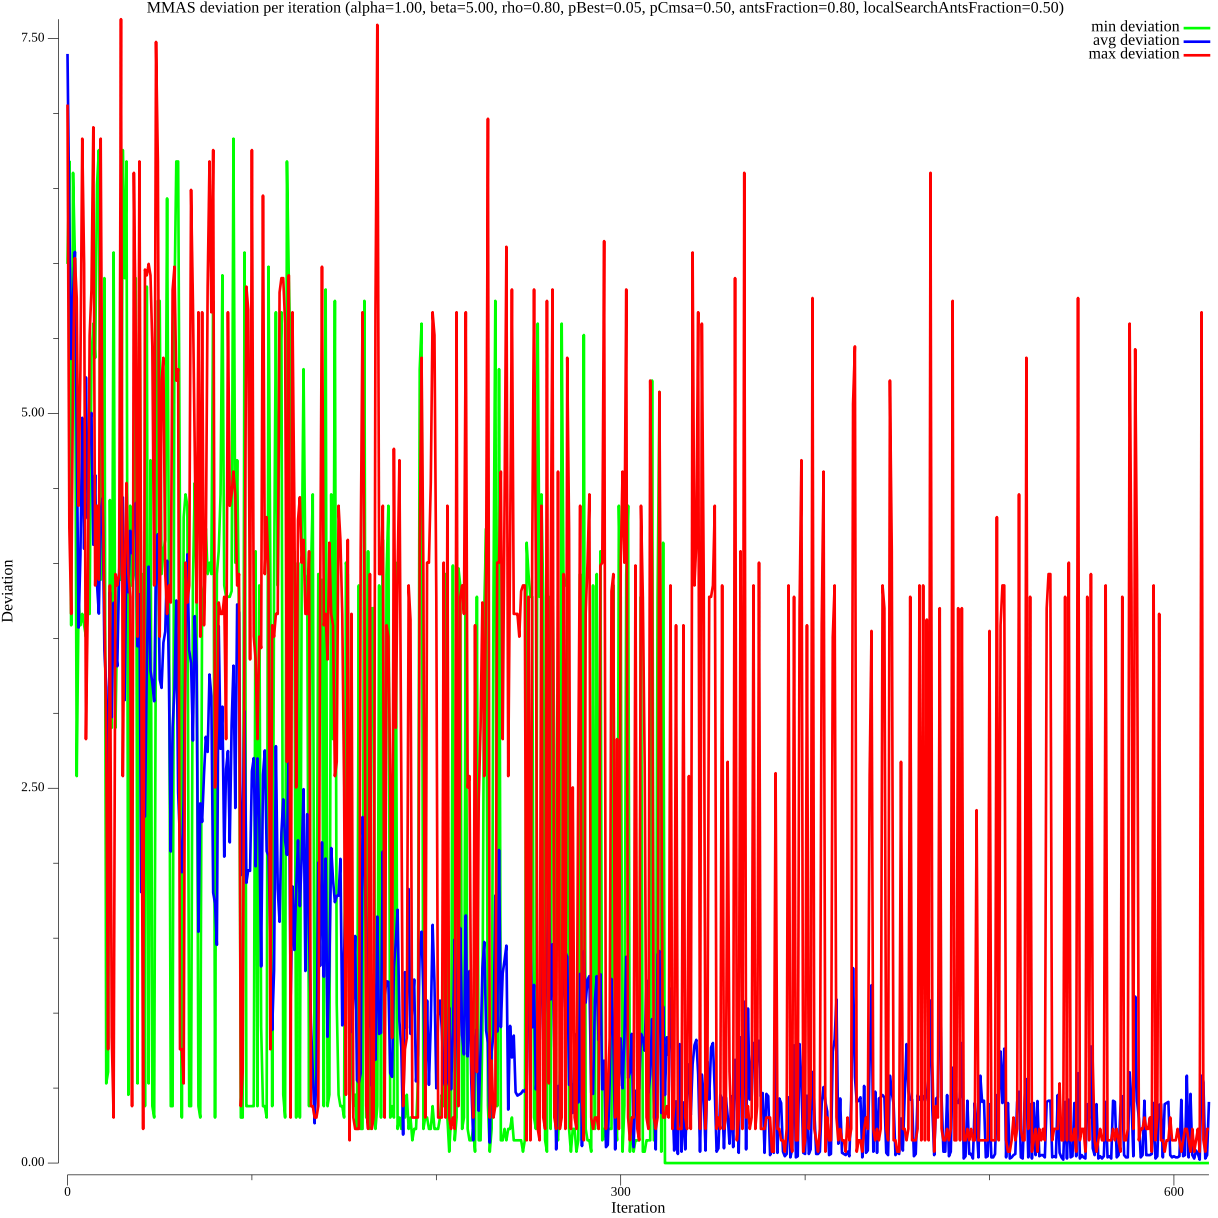 MMAS deviation per iteration (alpha=1.00, beta=5.00, rho=0.80, pBest=0.05, pCmsa=0.50, antsFraction=0.80, localSearchAntsFraction=0.50)
min deviation
avg deviation
max deviation
7.50
5.00
2.50
0.00
Deviation
0
300
600
Iteration